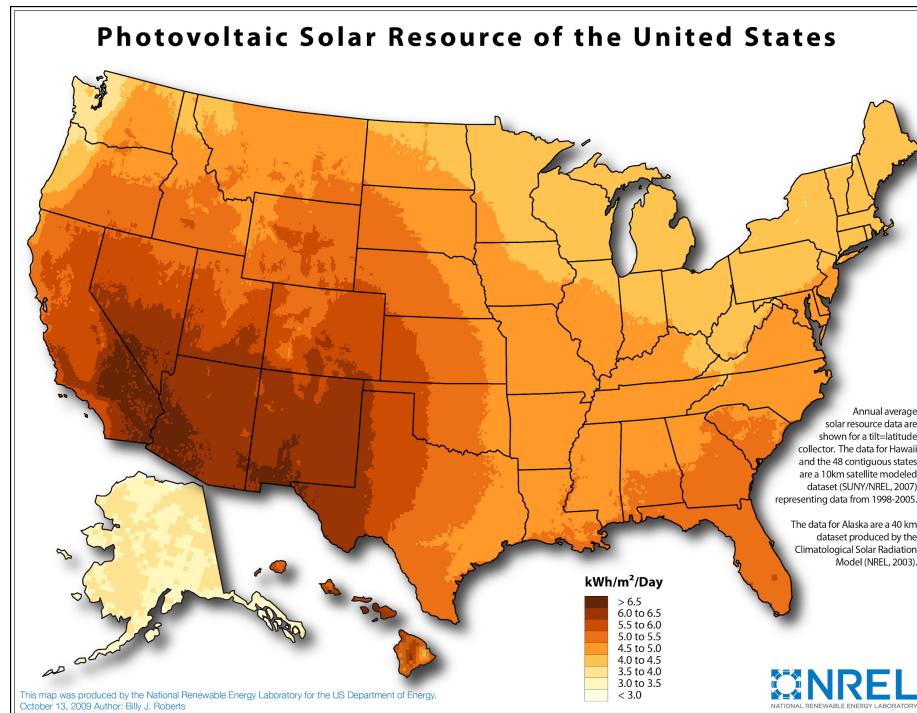 Photovoltaic Solar Resource of the United States
Annual average
solar resource data are
shown for a tilt=latitude
collector. The data for Hawaii
and the 48 contiguous states
are a 10km satellite modeled
dataset (SUNY/NREL, 2007)
representing data from 1998-2005.
The data for Alaska are a 40 km
dataset produced by the
Climatological Solar Radiation
Model (NREL, 2003).
kWh/m²/Day
> 6.5
6.0 to 6.5
5.5 to 6.0
5.0 to 5.5
4.5 to 5.0
4.0 to 4.5
3.5 to 4.0
3.0 to 3.5
< 3.0
This map was produced by the National Renewable Energy Laboratory for the US Department of Energy.
October 13, 2009 Author: Billy J. Roberts
NREL
NATIONAL RENEWABLE ENERGY LABORATORY